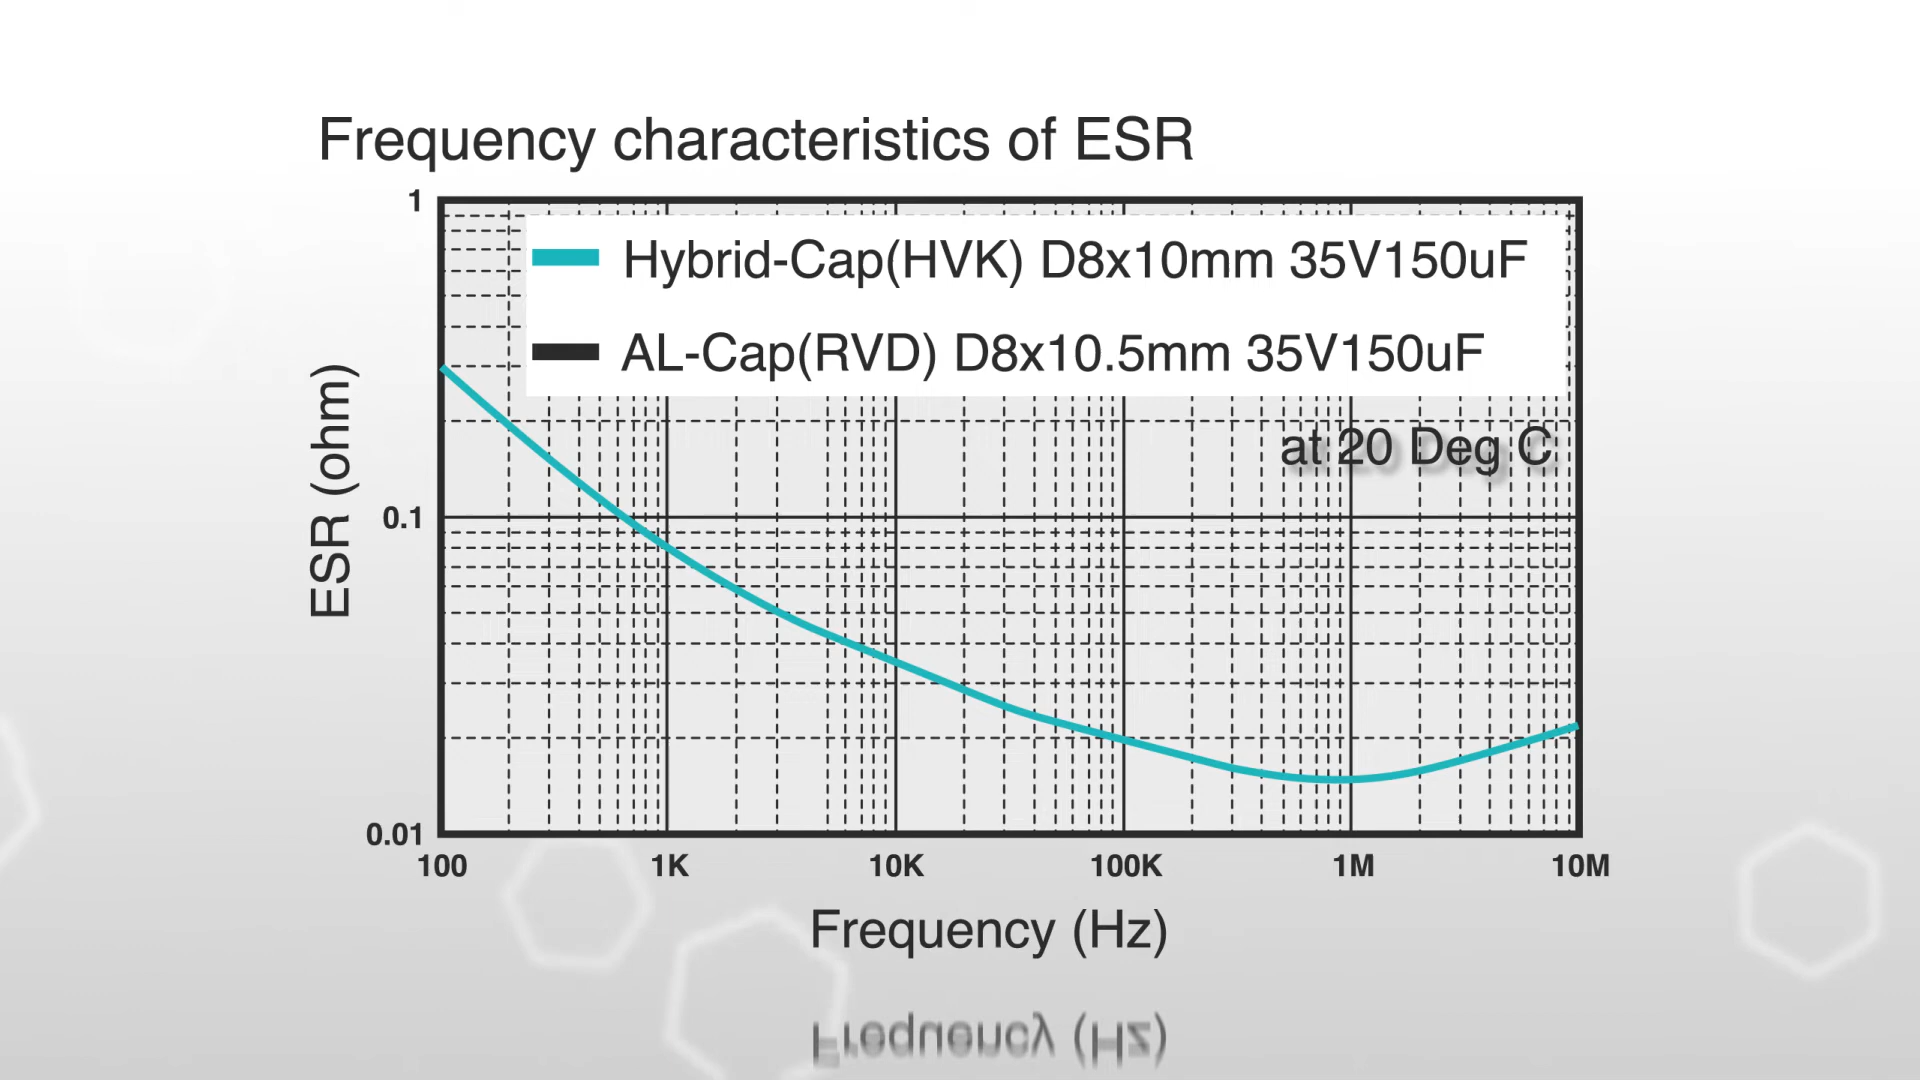 Frequency characteristics of ESR
1
Hybrid-Cap(HVK) D8x10mm 35V150uF
AL-Cap(RVD) D8x10.5mm 35V150uF
at 20 Deg C
ESR (ohm)
0.1
0.01
100 1K 10K 100K 1M 10M
Frequency (Hz)
Frequency (Hz)